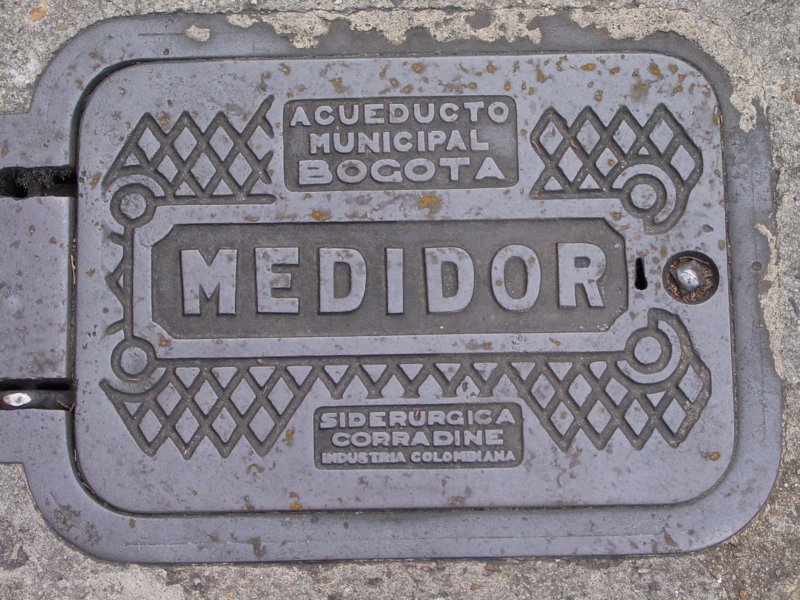 ACUEDUCTO
MUNICIPAL
BOGOTA
MEDIDOR
SIDERURGICA
CORRADINE
INDUSTRIA COLOMBIANA